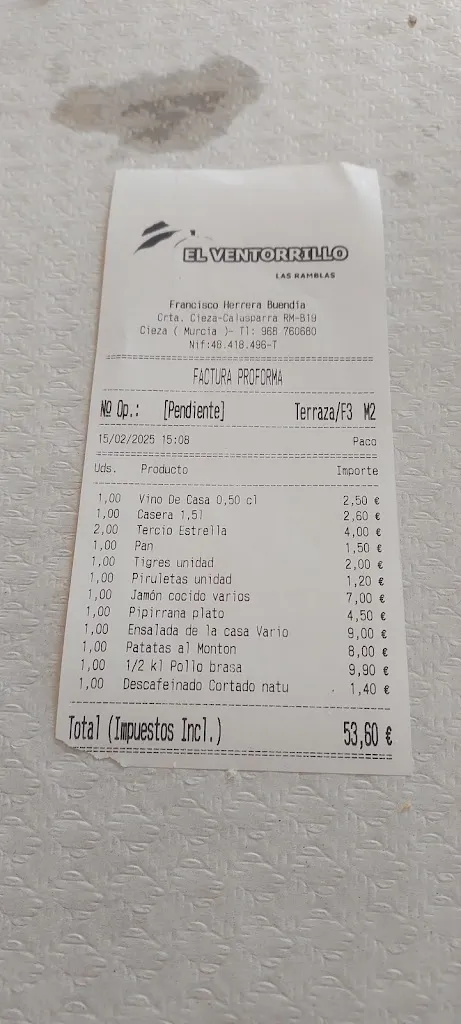 EL VENTORRILLO
LAS RAMBLAS
Francisco Herrera Buendia
Crta. Cieza-Calasparra RM-B19
Cieza ( Murcia )- Tl: 968 760680
Nif:48.418.496-T
FACTURA PROFORMA
Nº Op.: [Pendiente] Terraza/F3 M2
15/02/2025 15:08 Paco
Uds. Producto Importe
1,00 Vino De Casa 0,50 cl 2,50 €
1,00 Casera 1,5l 2,60 €
2,00 Tercio Estrella 4,00 €
1,00 Pan 1,50 €
1,00 Tigres unidad 2,00 €
1,00 Piruletas unidad 1,20 €
1,00 Jamón cocido varios 7,00 €
1,00 Pipirrana plato 4,50 €
1,00 Ensalada de la casa Vario 9,00 €
1,00 Patatas al Monton 8,00 €
1,00 1/2 kl Pollo brasa 9,90 €
1,00 Descafeinado Cortado natu 1,40 €
Total (Impuestos Incl.) 53,60 €